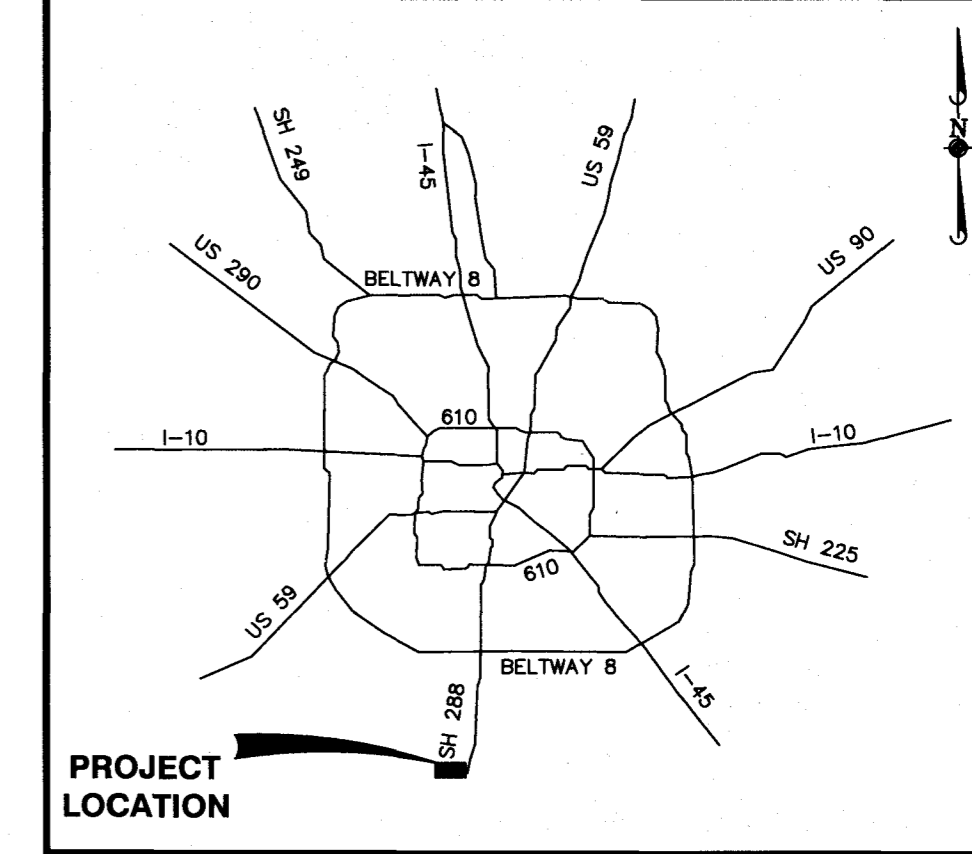 SH 249
I-45
US 59
N
US 290
BELTWAY 8
US 90
610
I-10
I-10
SH 225
610
US 59
BELTWAY 8
I-45
SH 288
PROJECT
LOCATION